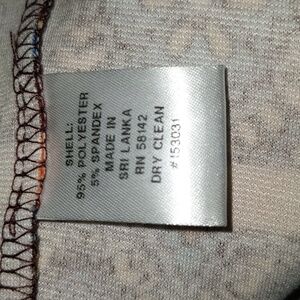 SHELL:
95% POLYESTER
5% SPANDEX
MADE IN
SRI LANKA
RN 58142
DRY CLEAN
#153031